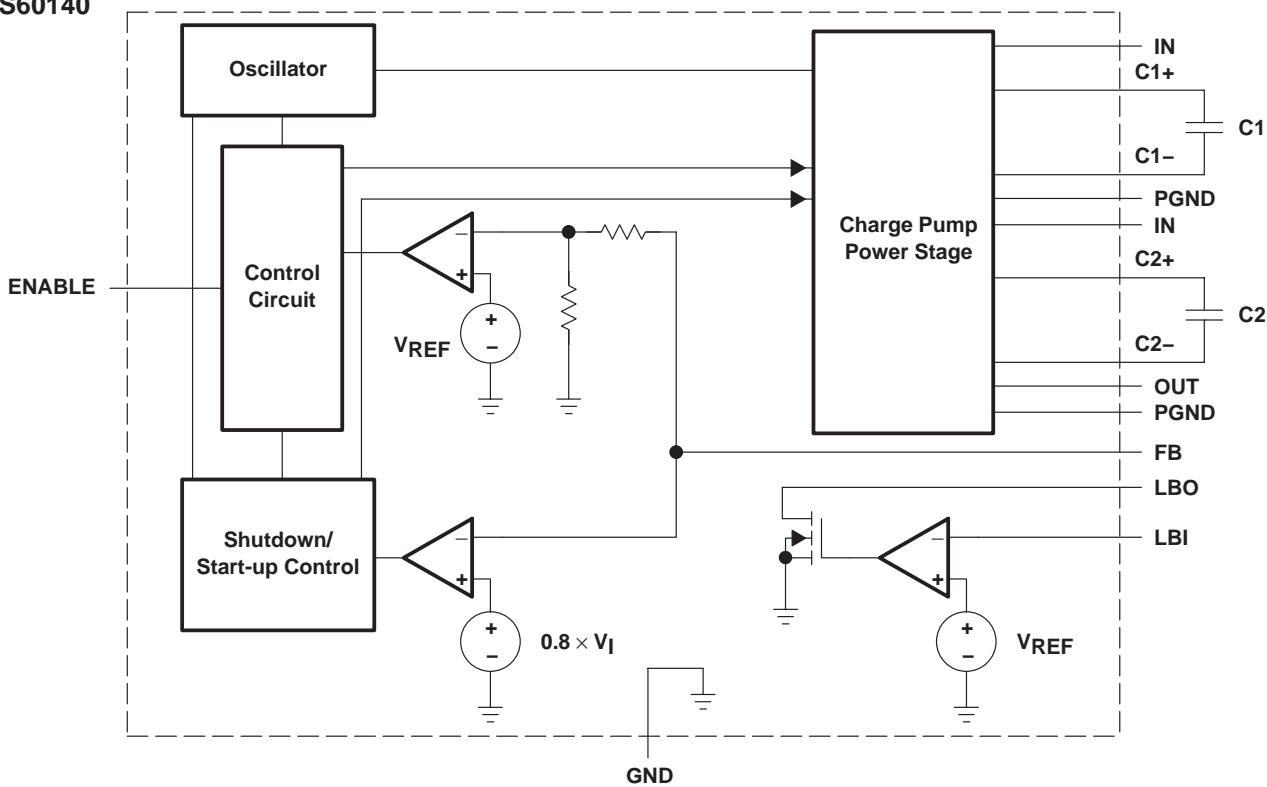 S60140
Oscillator
IN
C1+
C1
C1−
Charge Pump
Power Stage
PGND
IN
C2+
C2
C2−
OUT
PGND
FB
LBO
LBI
ENABLE
Control
Circuit
−
+
+
−
VREF
Shutdown/
Start-up Control
−
+
+
−
0.8 × VI
−
+
+
−
VREF
GND